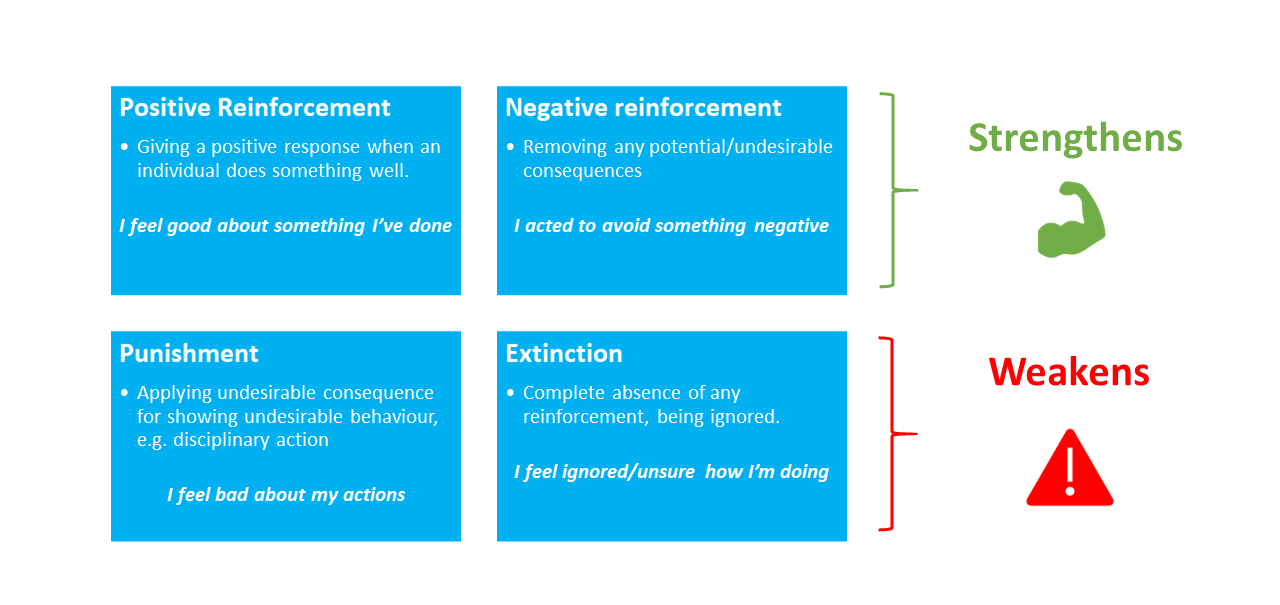 Positive Reinforcement
• Giving a positive response when an
individual does something well.
I feel good about something I've done
Negative reinforcement
• Removing any potential/undesirable
consequences
I acted to avoid something negative
Strengthens
Punishment
• Applying undesirable consequence
for showing undesirable behaviour,
e.g. disciplinary action
I feel bad about my actions
Extinction
• Complete absence of any
reinforcement, being ignored.
I feel ignored/unsure how I'm doing
Weakens